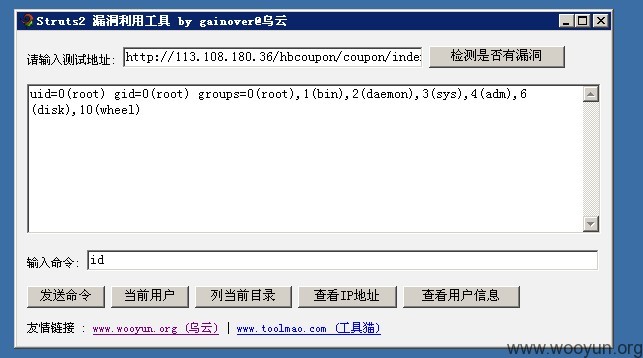 Struts2 漏洞利用工具 by gainover@乌云
请输入测试地址: http://113.108.180.36/hbcoupon/coupon/inde 检测是否有漏洞
uid=0(root) gid=0(root) groups=0(root),1(bin),2(daemon),3(sys),4(adm),6
(disk),10(wheel)
输入命令: id
发送命令 当前用户 列当前目录 查看IP地址 查看用户信息
友情链接 : www.wooyun.org (乌云) | www.toolmao.com (工具猫)
www.wooyun.org